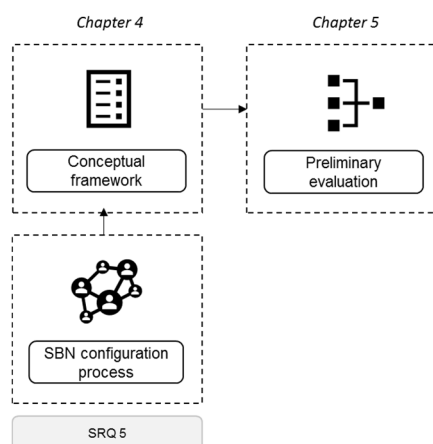 Chapter 4
Chapter 5
Conceptual
framework
Preliminary
evaluation
SBN configuration
process
SRQ 5